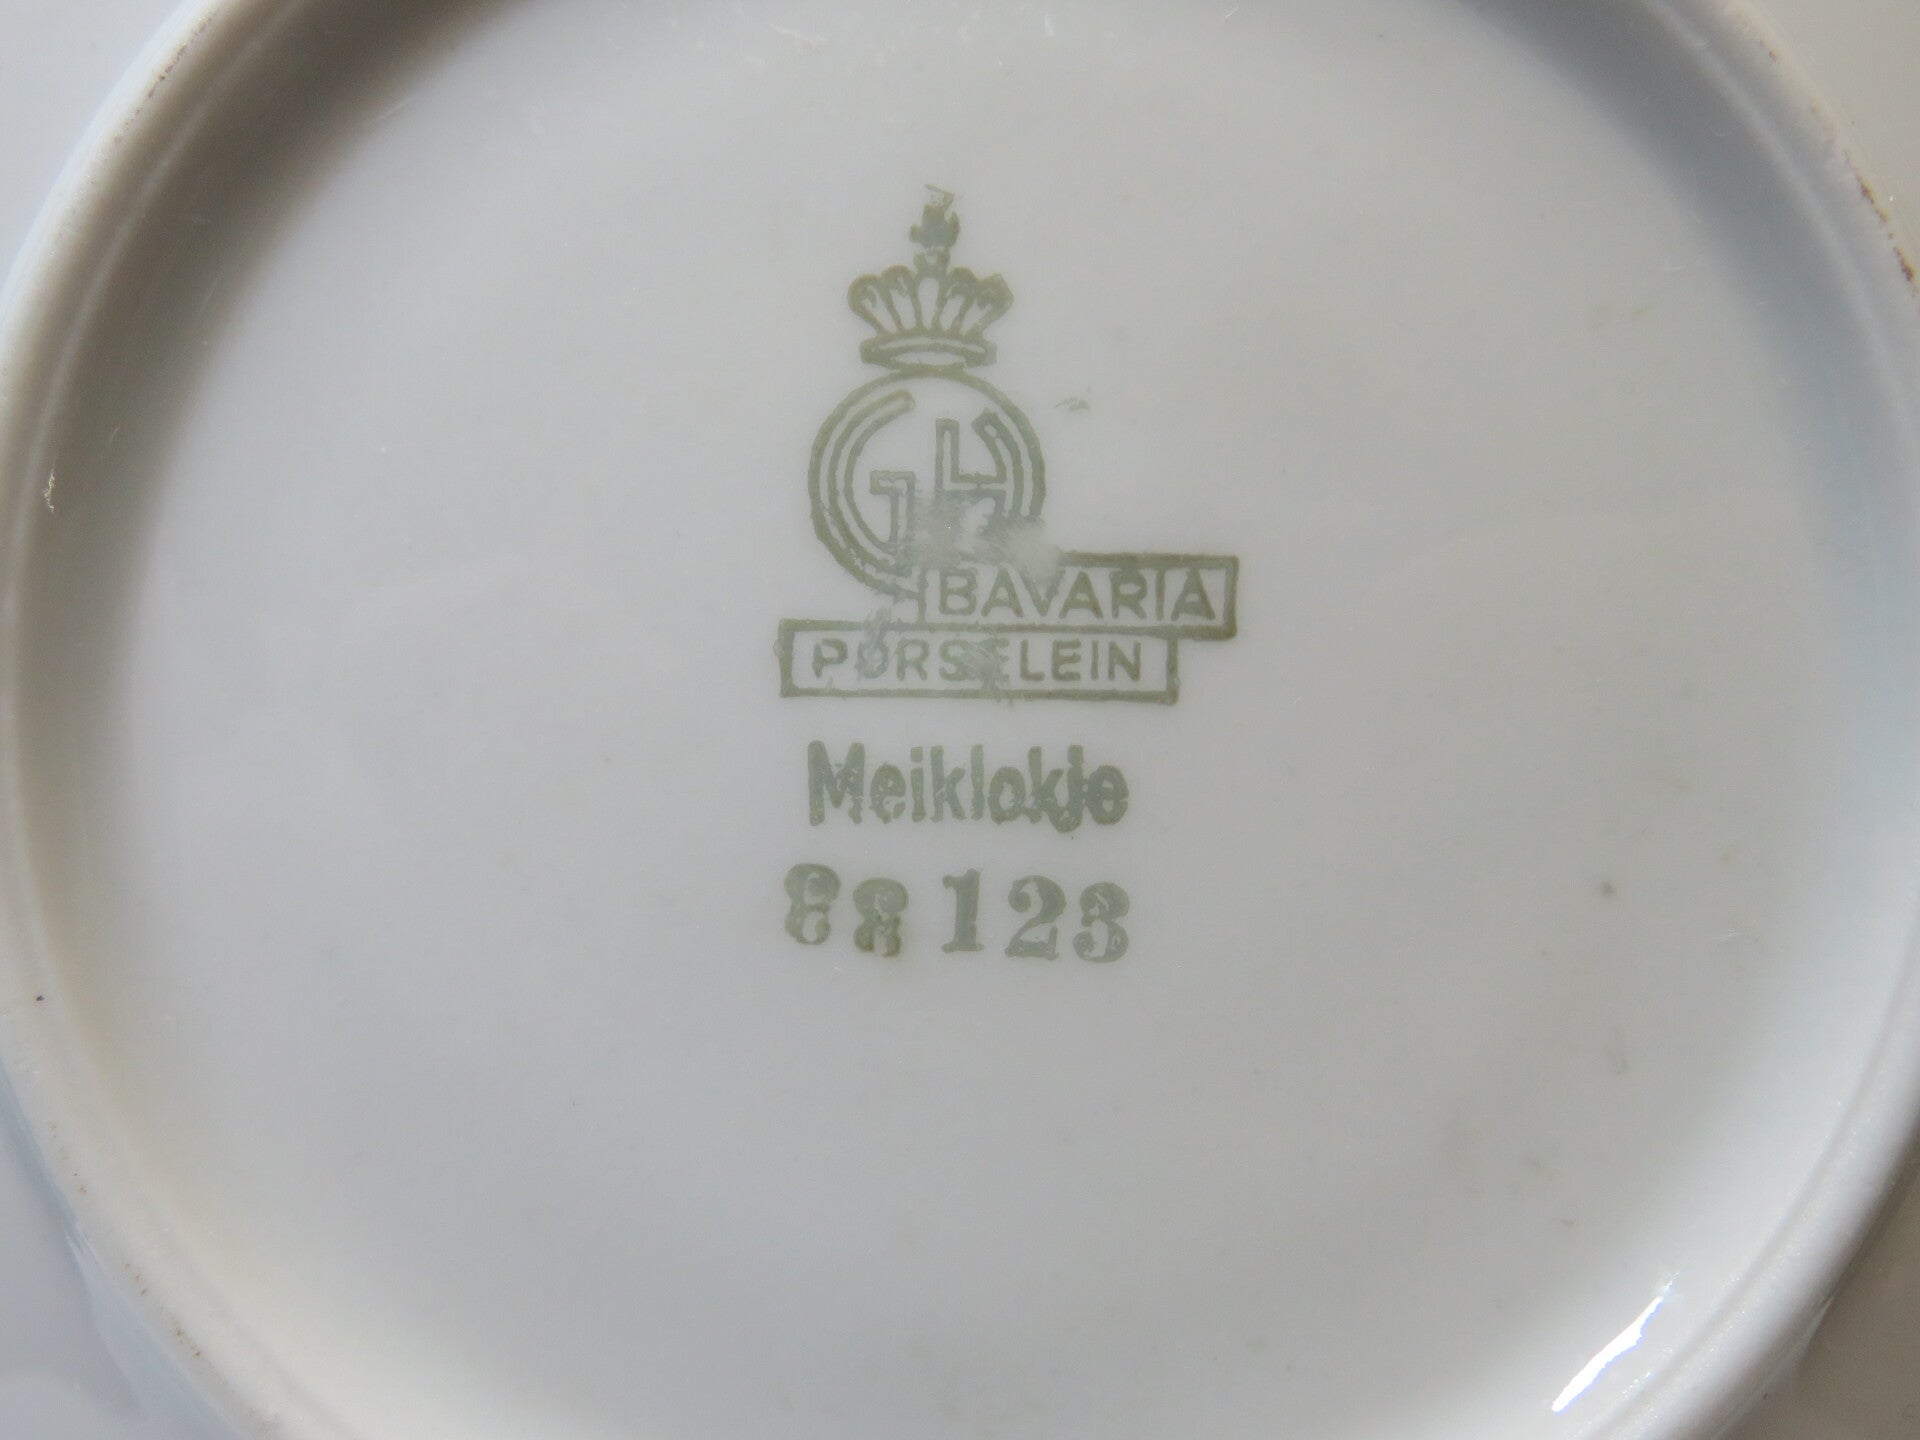 GH
BAVARIA
PORSELEIN
Meiklokje
88 123